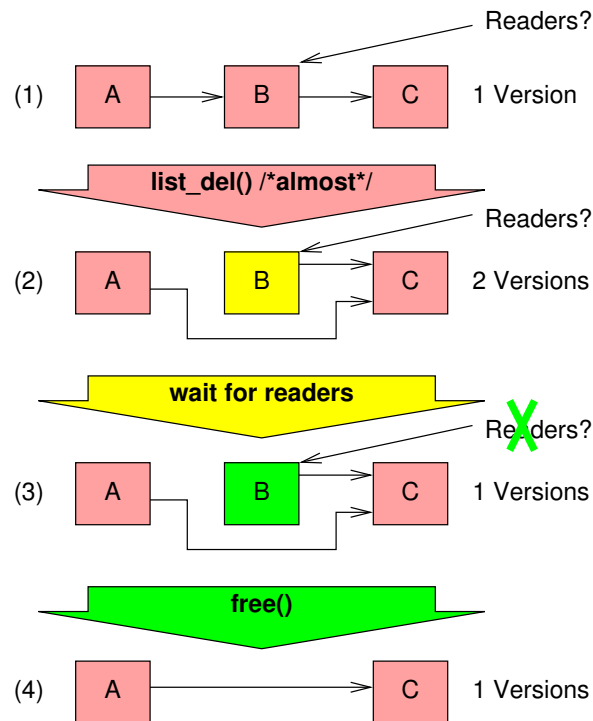 Readers?
(1) A B C 1 Version
list_del() /*almost*/
Readers?
(2) A B C 2 Versions
wait for readers
Readers?
(3) A B C 1 Versions
free()
(4) A C 1 Versions